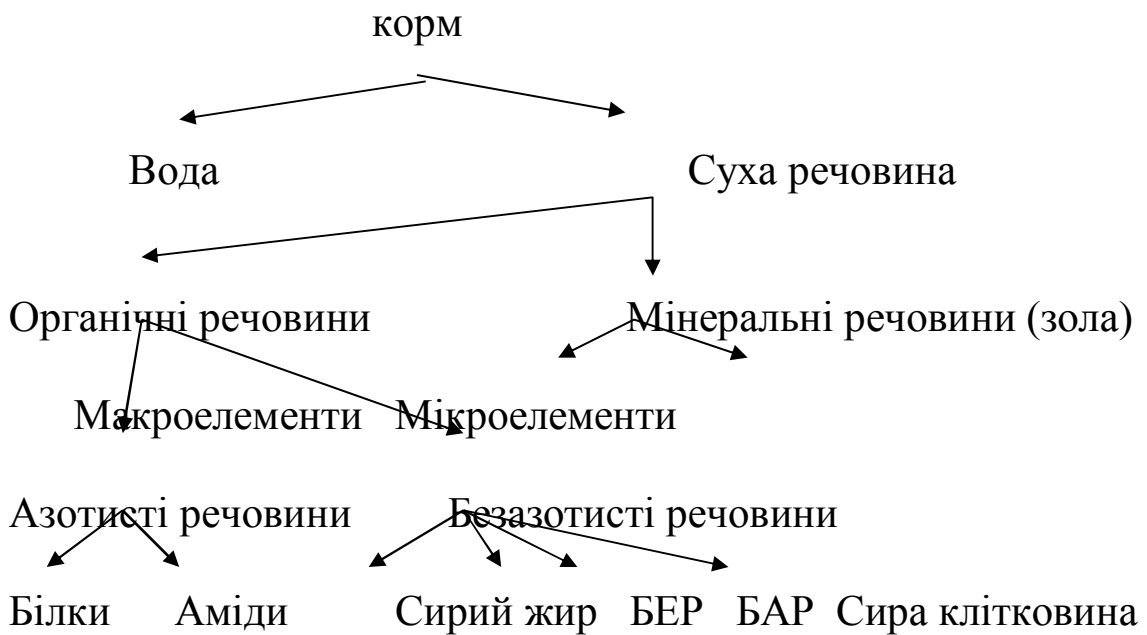 корм
Вода Суха речовина
Органічні речовини Мінеральні речовини (зола)
Макроелементи Мікроелементи
Азотисті речовини Безазотисті речовини
Білки Аміди Сирий жир БЕР БАР Сира клітковина